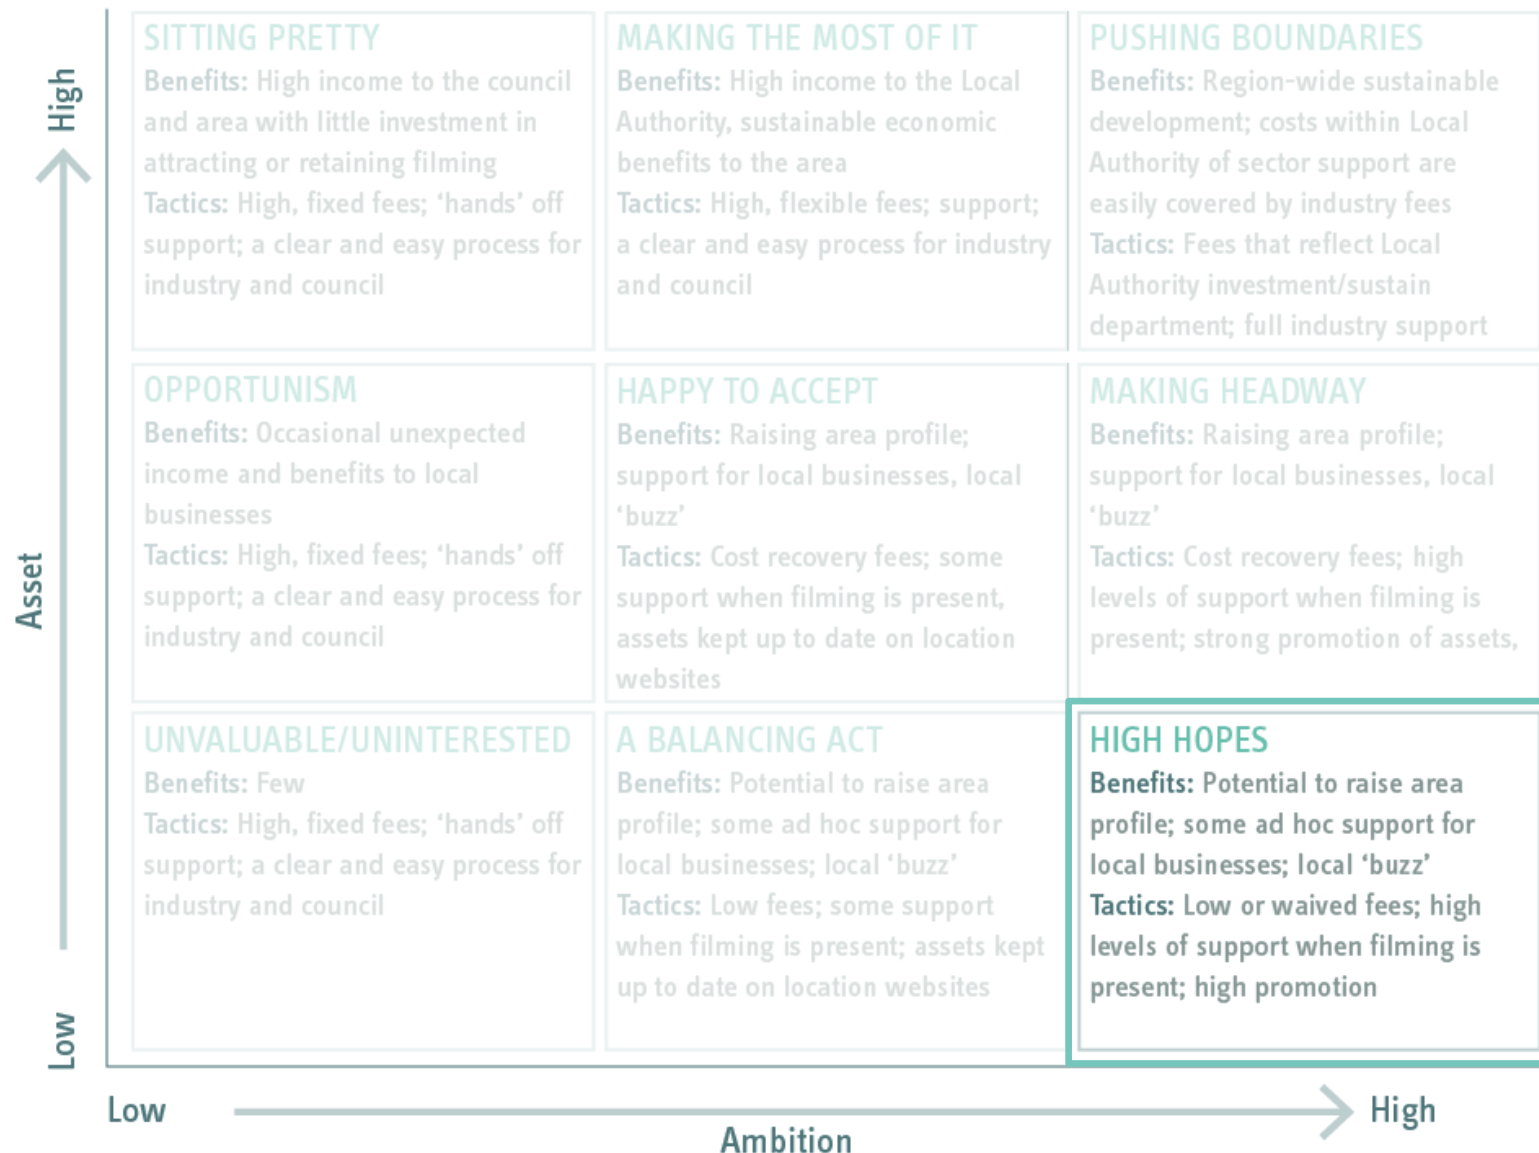 High
Asset
Low
SITTING PRETTY
Benefits: High income to the council
and area with little investment in
attracting or retaining filming
Tactics: High, fixed fees; ‘hands’ off
support; a clear and easy process for
industry and council
MAKING THE MOST OF IT
Benefits: High income to the Local
Authority, sustainable economic
benefits to the area
Tactics: High, flexible fees; support;
a clear and easy process for industry
and council
PUSHING BOUNDARIES
Benefits: Region-wide sustainable
development; costs within Local
Authority of sector support are
easily covered by industry fees
Tactics: Fees that reflect Local
Authority investment/sustain
department; full industry support
OPPORTUNISM
Benefits: Occasional unexpected
income and benefits to local
businesses
Tactics: High, fixed fees; ‘hands’ off
support; a clear and easy process for
industry and council
HAPPY TO ACCEPT
Benefits: Raising area profile;
support for local businesses, local
‘buzz’
Tactics: Cost recovery fees; some
support when filming is present,
assets kept up to date on location
websites
MAKING HEADWAY
Benefits: Raising area profile;
support for local businesses, local
‘buzz’
Tactics: Cost recovery fees; high
levels of support when filming is
present; strong promotion of assets,
UNVALUABLE/UNINTERESTED
Benefits: Few
Tactics: High, fixed fees; ‘hands’ off
support; a clear and easy process for
industry and council
A BALANCING ACT
Benefits: Potential to raise area
profile; some ad hoc support for
local businesses; local ‘buzz’
Tactics: Low fees; some support
when filming is present; assets kept
up to date on location websites
HIGH HOPES
Benefits: Potential to raise area
profile; some ad hoc support for
local businesses; local ‘buzz’
Tactics: Low or waived fees; high
levels of support when filming is
present; high promotion
Low
High
Ambition